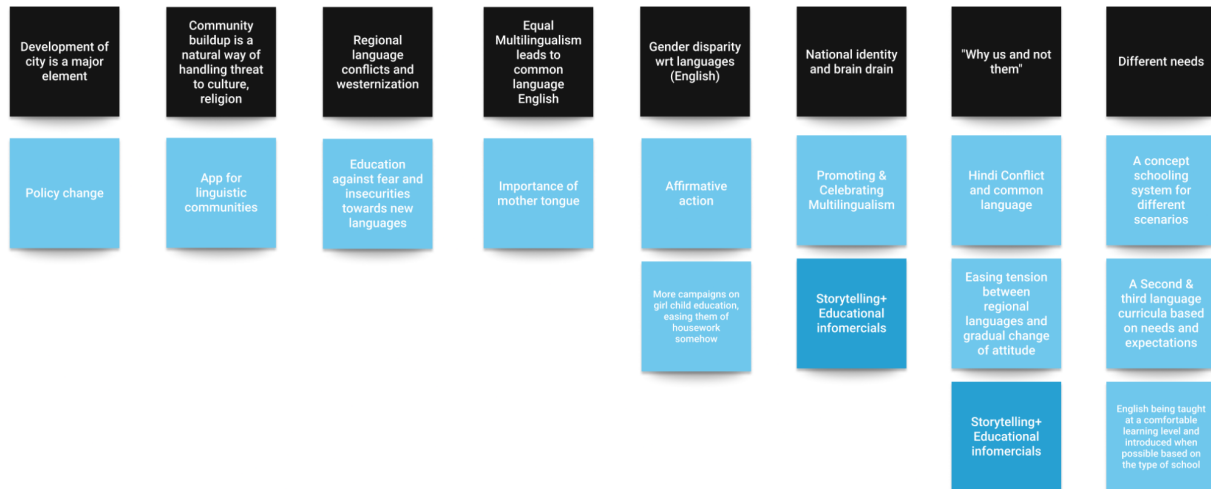 Development of
city is a major
element
Community
buildup is a
natural way of
handling threat
to culture,
religion
Regional
language
conflicts and
westernization
Equal
Multilingualism
leads to
common
language
English
Gender disparity
wrt languages
(English)
National identity
and brain drain
"Why us and not
them"
Different needs
Policy change
App for
linguistic
communities
Education
against fear and
insecurities
towards new
languages
Importance of
mother tongue
Affirmative
action
Promoting &
Celebrating
Multilingualism
Hindi Conflict
and common
language
A concept
schooling
system for
different
scenarios
More campaigns on
girl child education,
easing them of
housework
somehow
Storytelling+
Educational
infomercials
Easing tension
between
regional
languages and
gradual change
of attitude
A Second &
third language
curricula based
on needs and
expectations
Storytelling+
Educational
infomercials
English being taught
at a comfortable
learning level and
introduced when
possible based on
the type of school